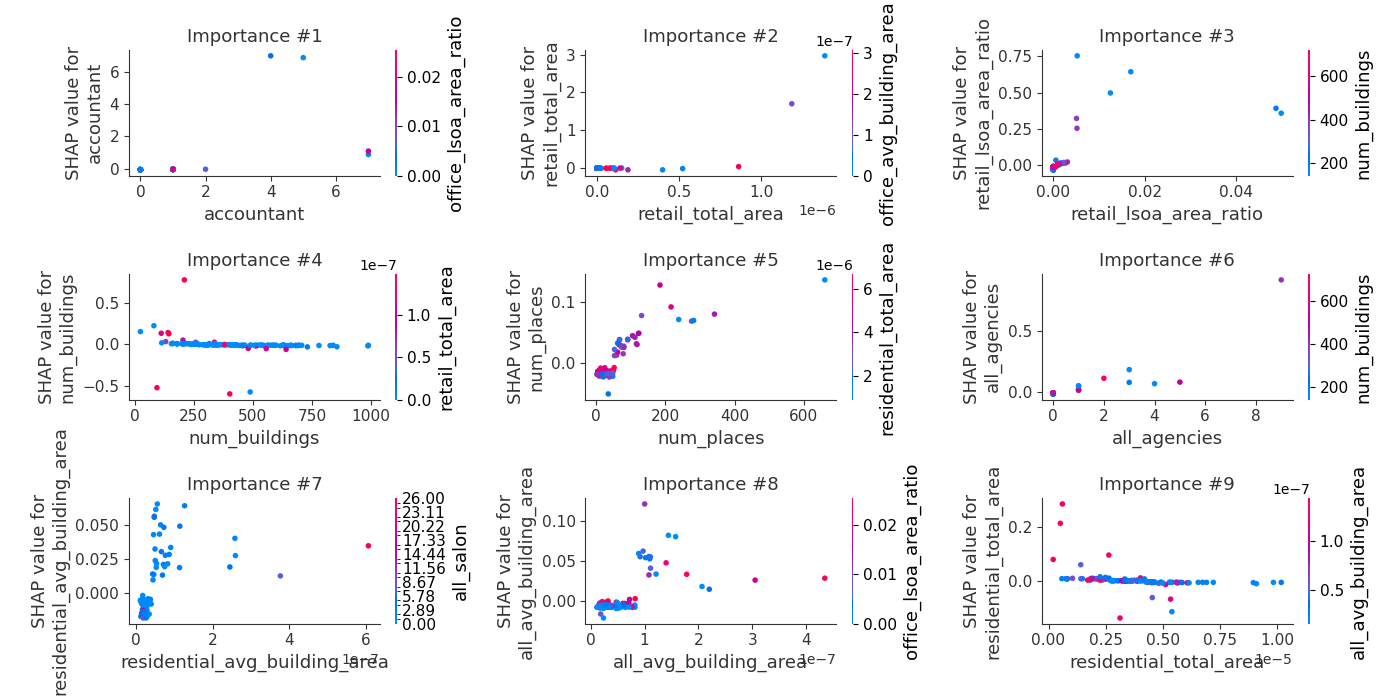 Importance #1
SHAP value for
accountant
6
4
2
0
0
2
4
6
accountant
0.02
0.01
0.00
office_lsoa_area_ratio
Importance #2
SHAP value for
retail_total_area
3
2
1
0
0.0
0.5
1.0
1e−6
retail_total_area
1e−7
3
2
1
0
office_avg_building_area
Importance #3
SHAP value for
retail_lsoa_area_ratio
0.75
0.50
0.25
0.00
0.00
0.02
0.04
retail_lsoa_area_ratio
600
400
200
num_buildings
Importance #4
SHAP value for
num_buildings
0.5
0.0
−0.5
0
250
500
750
1000
num_buildings
1e−7
1.0
0.5
0.0
retail_total_area
Importance #5
SHAP value for
num_places
0.1
0.0
0
200
400
600
num_places
1e−6
6
4
2
residential_total_area
Importance #6
SHAP value for
all_agencies
0.5
0.0
0
2
4
6
8
all_agencies
600
400
200
num_buildings
Importance #7
SHAP value for
residential_avg_building_area
0.050
0.025
0.000
0
2
4
6
1e−7
residential_avg_building_area
26.00
23.11
20.22
17.33
14.44
11.56
8.67
5.78
2.89
0.00
all_salon
Importance #8
SHAP value for
all_avg_building_area
0.10
0.05
0.00
0
1
2
3
4
1e−7
all_avg_building_area
0.02
0.01
0.00
office_lsoa_area_ratio
Importance #9
SHAP value for
residential_total_area
0.2
0.0
0.00
0.25
0.50
0.75
1.00
1e−5
residential_total_area
1e−7
1.0
0.5
all_avg_building_area